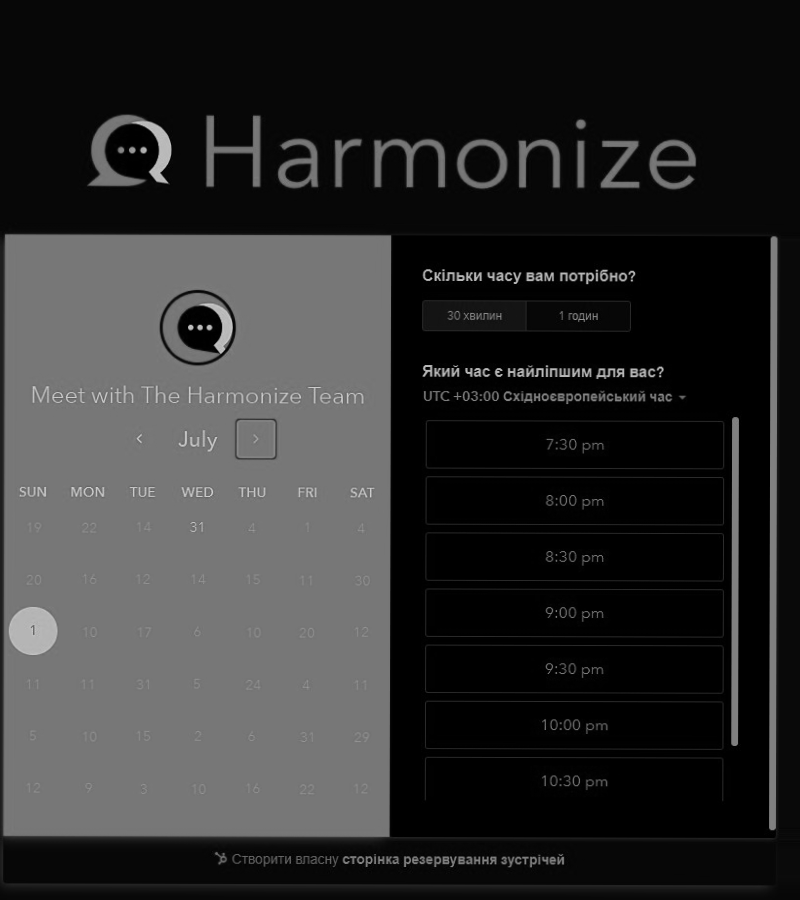 Harmonize
Meet with The Harmonize Team
July
SUN MON TUE WED THU FRI SAT
19 22 14 31 4 1 4
20 16 12 14 15 11 30
1 10 17 6 10 20 12
11 11 31 5 24 4 11
5 10 15 2 6 31 29
12 9 3 10 16 22 12
Скільки часу вам потрібно?
30 хвилин 1 годин
Який час є найліпшим для вас?
UTC +03:00 Східноєвропейський час
7:30 pm
8:00 pm
8:30 pm
9:00 pm
9:30 pm
10:00 pm
10:30 pm
Створити власну сторінка резервування зустрічей